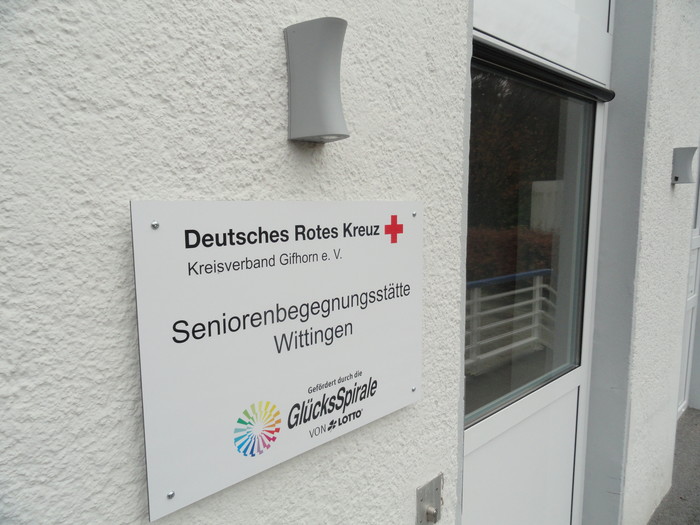 Deutsches Rotes Kreuz
Kreisverband Gifhorn e. V.
Seniorenbegegnungsstätte
Wittingen
Gefördert durch die
GlücksSpirale
VON LOTTO